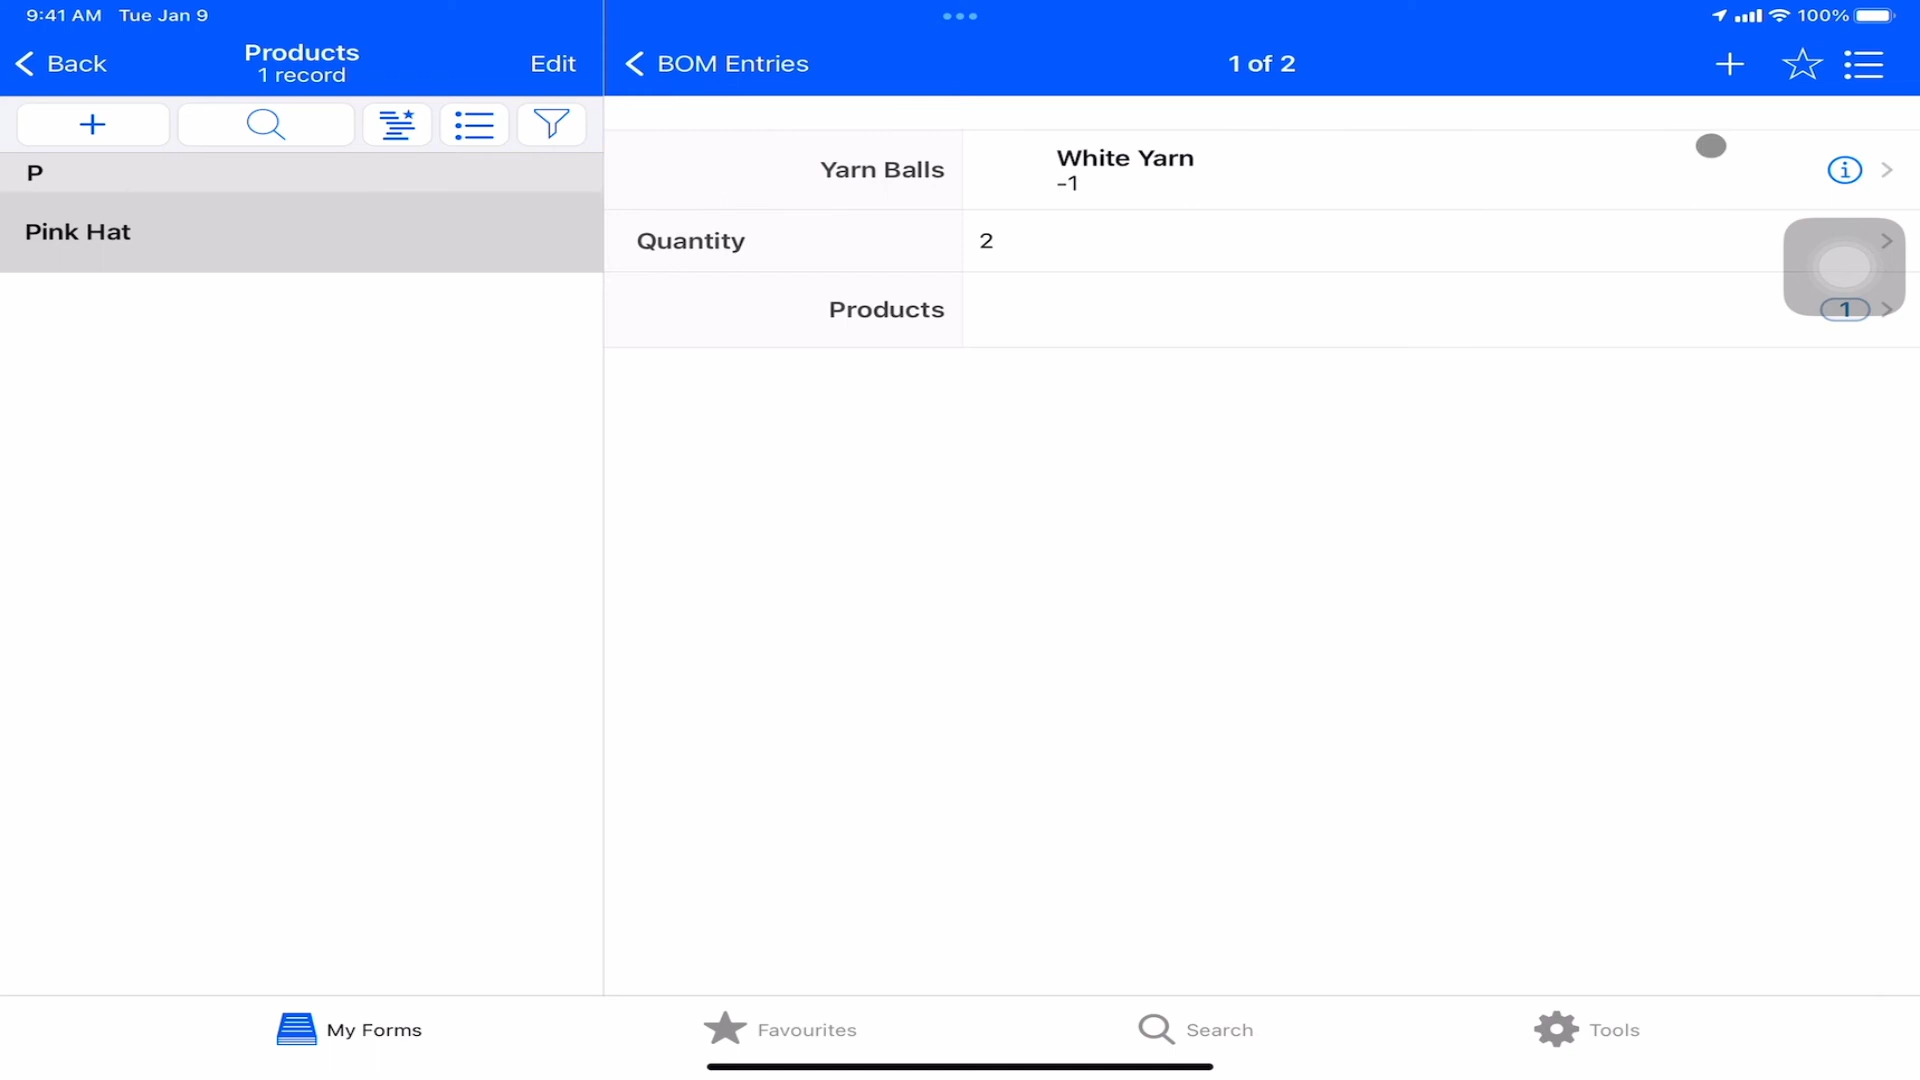 9:41 AM Tue Jan 9
100%
Back
Products
1 record
Edit
BOM Entries
1 of 2
P
Pink Hat
Yarn Balls
White Yarn
-1
Quantity
2
Products
1
My Forms
Favourites
Search
Tools